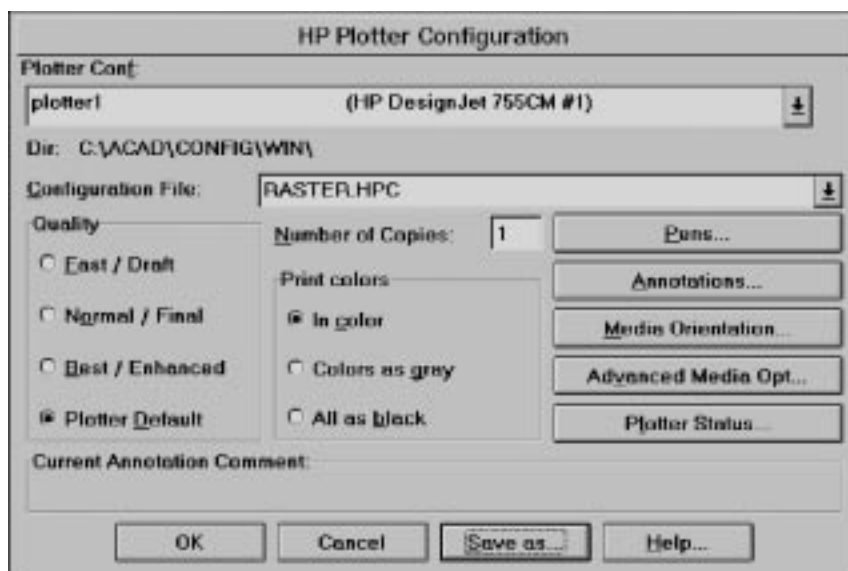 HP Plotter Configuration
Plotter Conf:
plotter1 (HP DesignJet 755CM #1)
Dir: C:\ACAD\CONFIG\WIN\
Configuration File: RASTER.HPC
Quality
Fast / Draft
Normal / Final
Best / Enhanced
Plotter Default
Number of Copies: 1
Print colors
In color
Colors as gray
All as black
Pens...
Annotations...
Media Orientation...
Advanced Media Opt...
Plotter Status...
Current Annotation Comment:
OK Cancel Save as... Help...